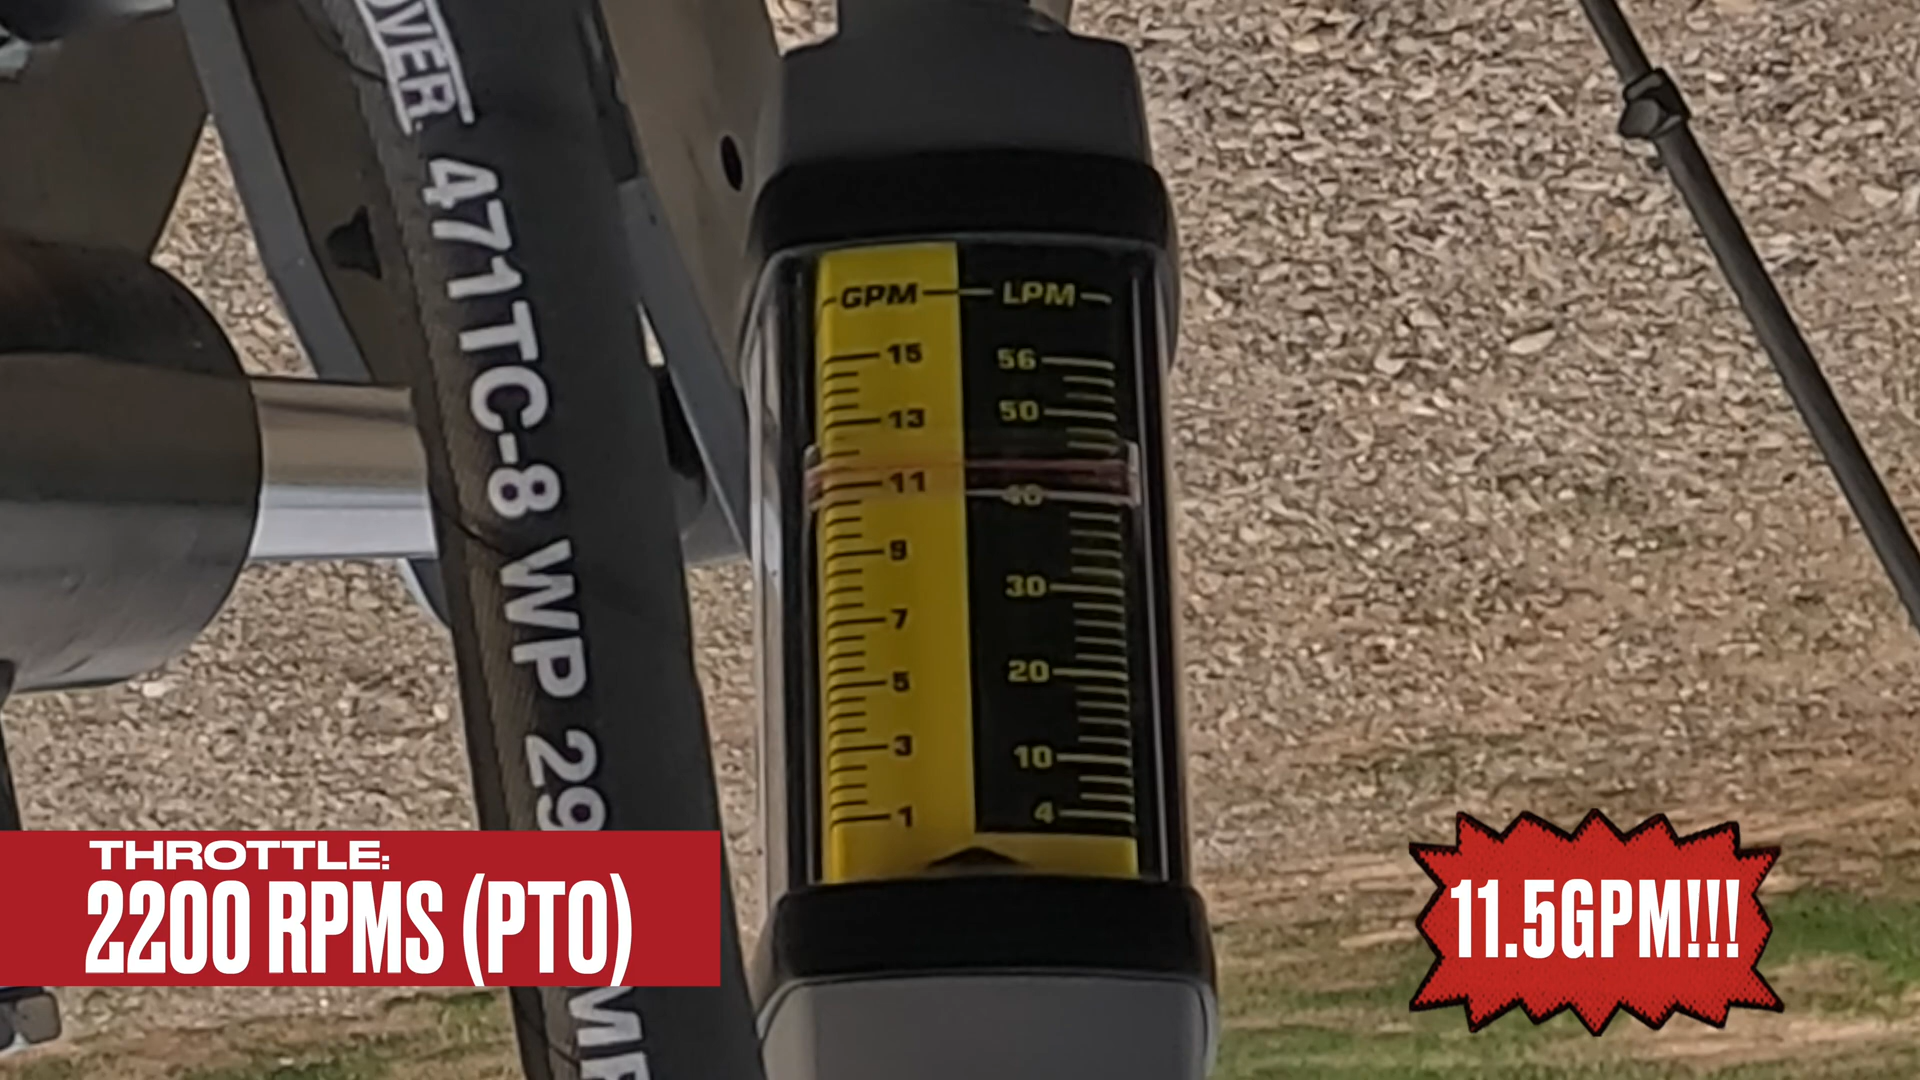 OVER
471TC-8 WP 29
GPM LPM
15 56
13 50
11 40
9 30
7 20
5 10
3 4
1
THROTTLE:
2200 RPMS (PTO)
11.5GPM!!!